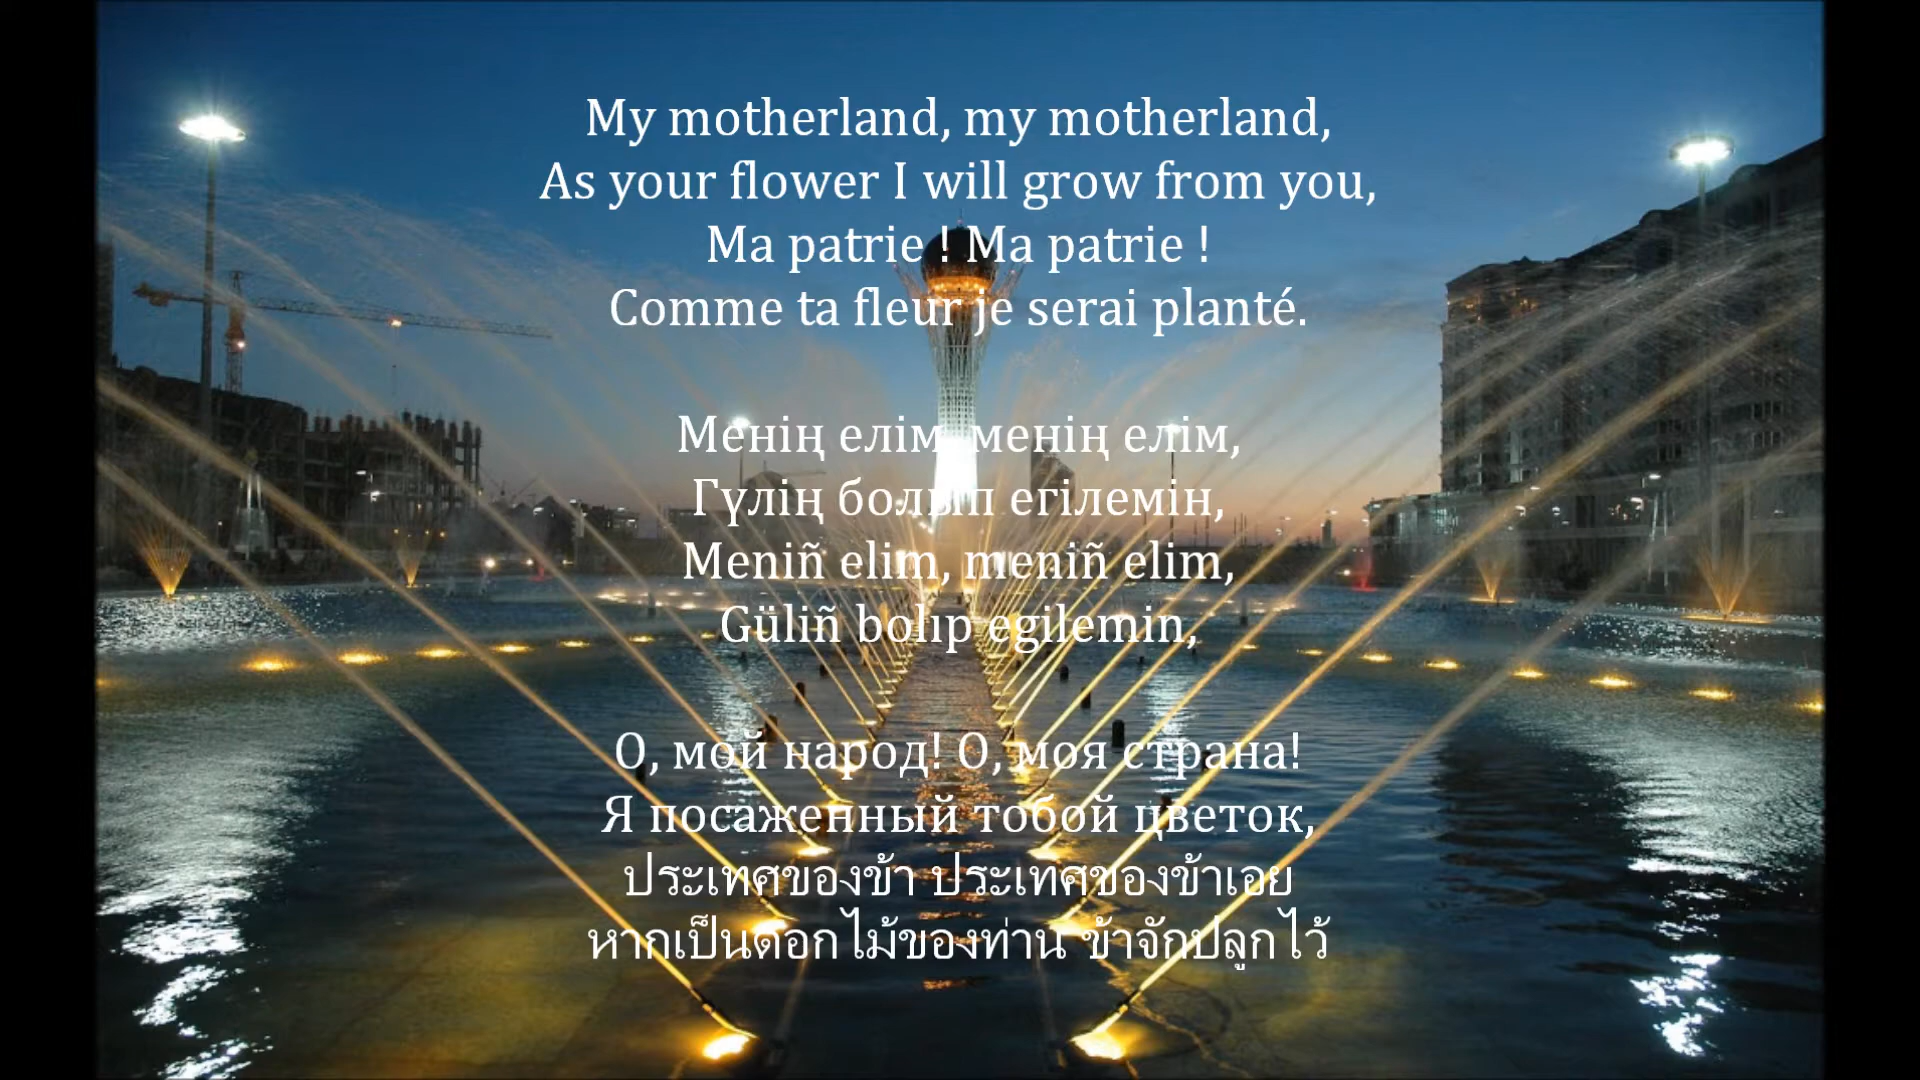 My motherland, my motherland,
As your flower I will grow from you,
Ma patrie ! Ma patrie !
Comme ta fleur je serai planté.
Менің елім, менің елім,
Гүлің болып егілемін,
Meniñ elim, meniñ elim,
Güliñ bolıp egilemin,
О, мой народ! О, моя страна!
Я посаженный тобой цветок,
ประเทศของข้า ประเทศของข้าเอย
หากเป็นดอกไม้ของท่าน ข้าจักปลูกไว้